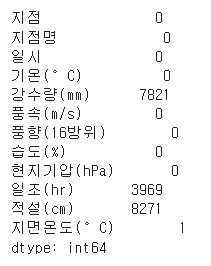 지점 0
지점명 0
일시 0
기온(°C) 0
강수량(mm) 7821
풍속(m/s) 0
풍향(16방위) 0
습도(%) 0
현지기압(hPa) 0
일조(hr) 3969
적설(cm) 8271
지면온도(°C) 1
dtype: int64